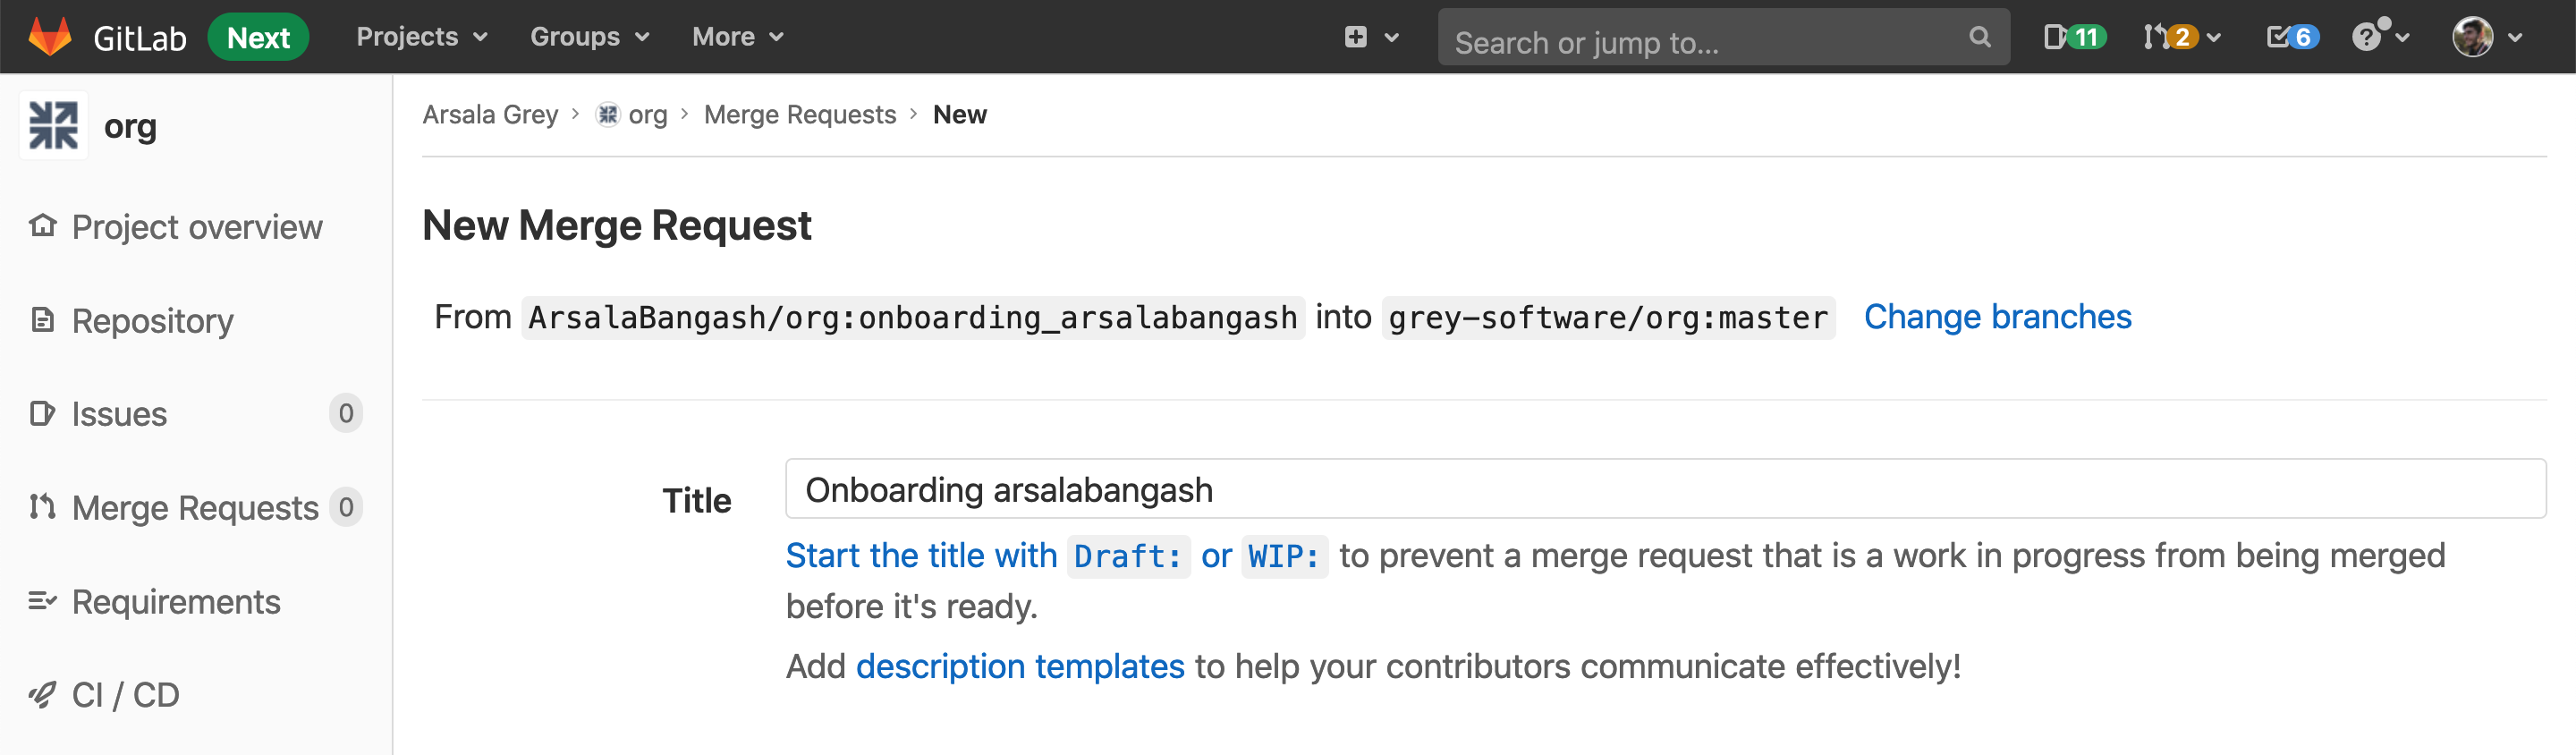 GitLab Next Projects Groups More Search or jump to... 11 2 6
org
Arsala Grey > org > Merge Requests > New
Project overview
Repository
Issues 0
Merge Requests 0
Requirements
CI / CD
New Merge Request
From ArsalaBangash/org:onboarding_arsalabangash into grey-software/org:master Change branches
Title Onboarding arsalabangash
Start the title with Draft: or WIP: to prevent a merge request that is a work in progress from being merged
before it's ready.
Add description templates to help your contributors communicate effectively!